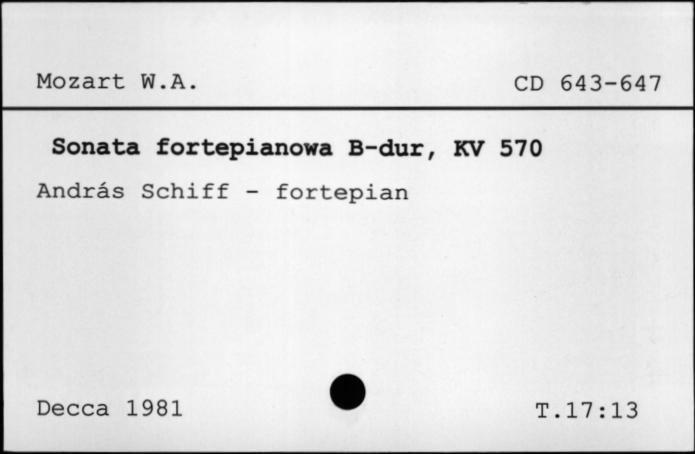 Mozart W.A. CD 643-647
Sonata fortepianowa B-dur, KV 570
András Schiff - fortepian
Decca 1981 T.17:13